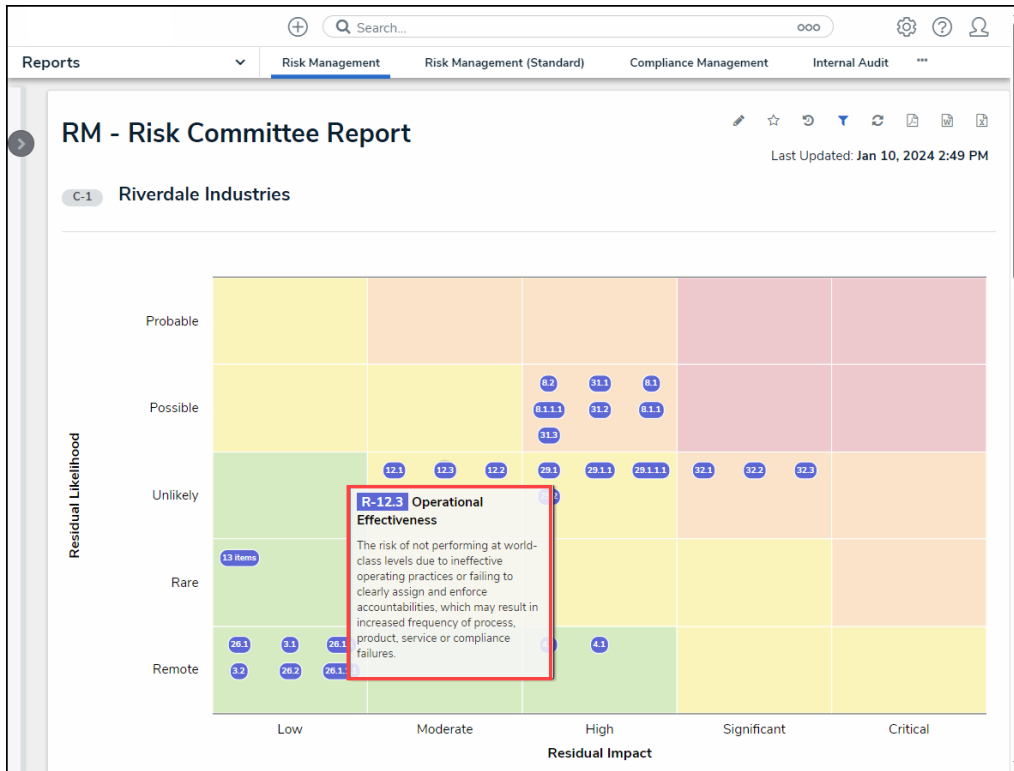 Search...
Reports
Risk Management
Risk Management (Standard)
Compliance Management
Internal Audit
RM - Risk Committee Report
Last Updated: Jan 10, 2024 2:49 PM
C-1 Riverdale Industries
Residual Likelihood
Probable
Possible
8.2 31.1 8.1
8.1.1.1 31.2 8.1.1
31.3
Unlikely
12.1 12.3 12.2 29.1 29.1.1 29.1.1.1 32.1 32.2 32.3
R-12.3 Operational
Effectiveness
The risk of not performing at world-
class levels due to ineffective
operating practices or failing to
clearly assign and enforce
accountabilities, which may result in
increased frequency of process,
product, service or compliance
failures.
Rare
13 items
Remote
26.1 3.1 4.1
3.2 26.2
Low Moderate High Significant Critical
Residual Impact